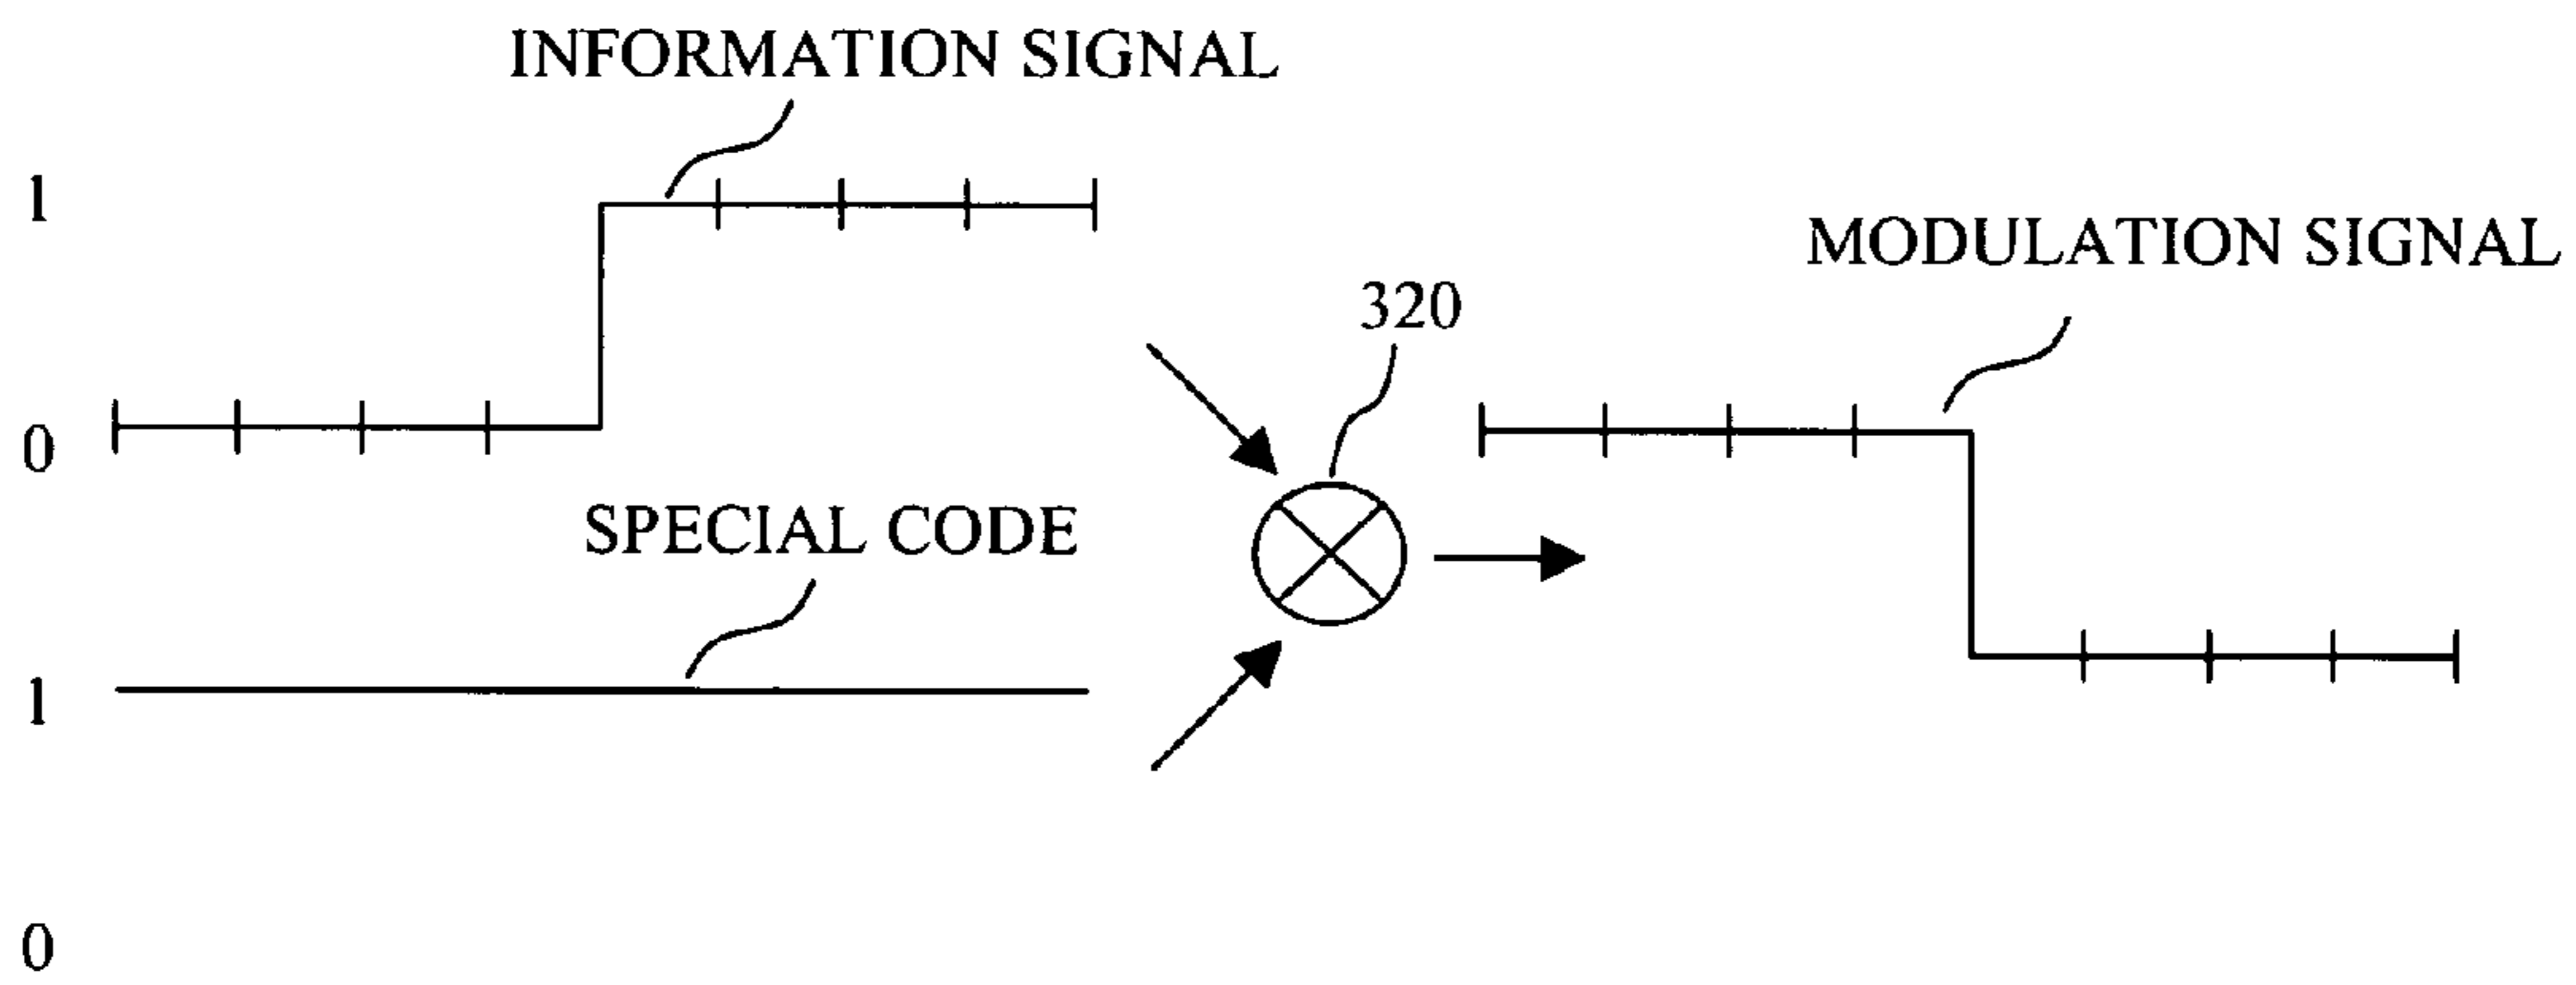 INFORMATION SIGNAL
1
MODULATION SIGNAL
320
0
SPECIAL CODE
1
0